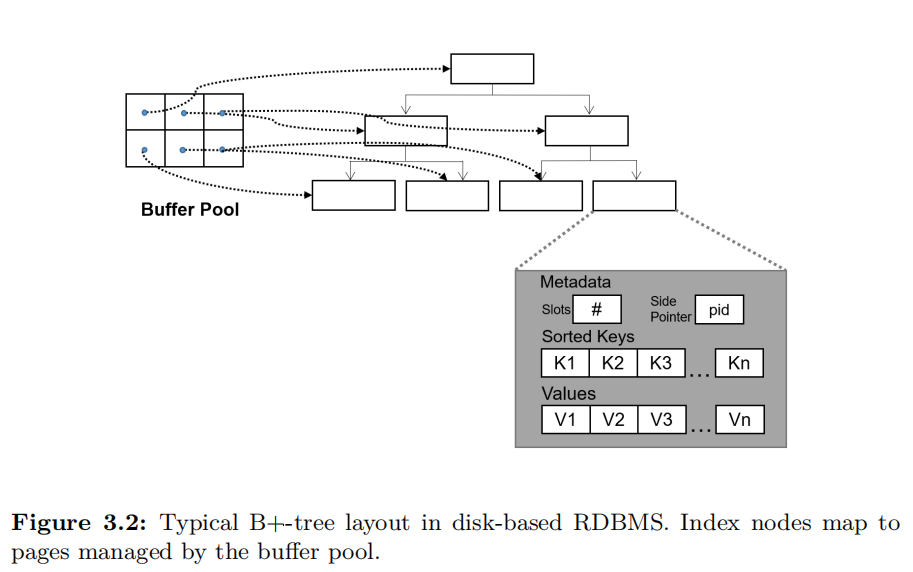 Buffer Pool
Metadata
Slots # Side Pointer pid
Sorted Keys
K1 K2 K3 ... Kn
Values
V1 V2 V3 ... Vn
Figure 3.2: Typical B+-tree layout in disk-based RDBMS. Index nodes map to
pages managed by the buffer pool.